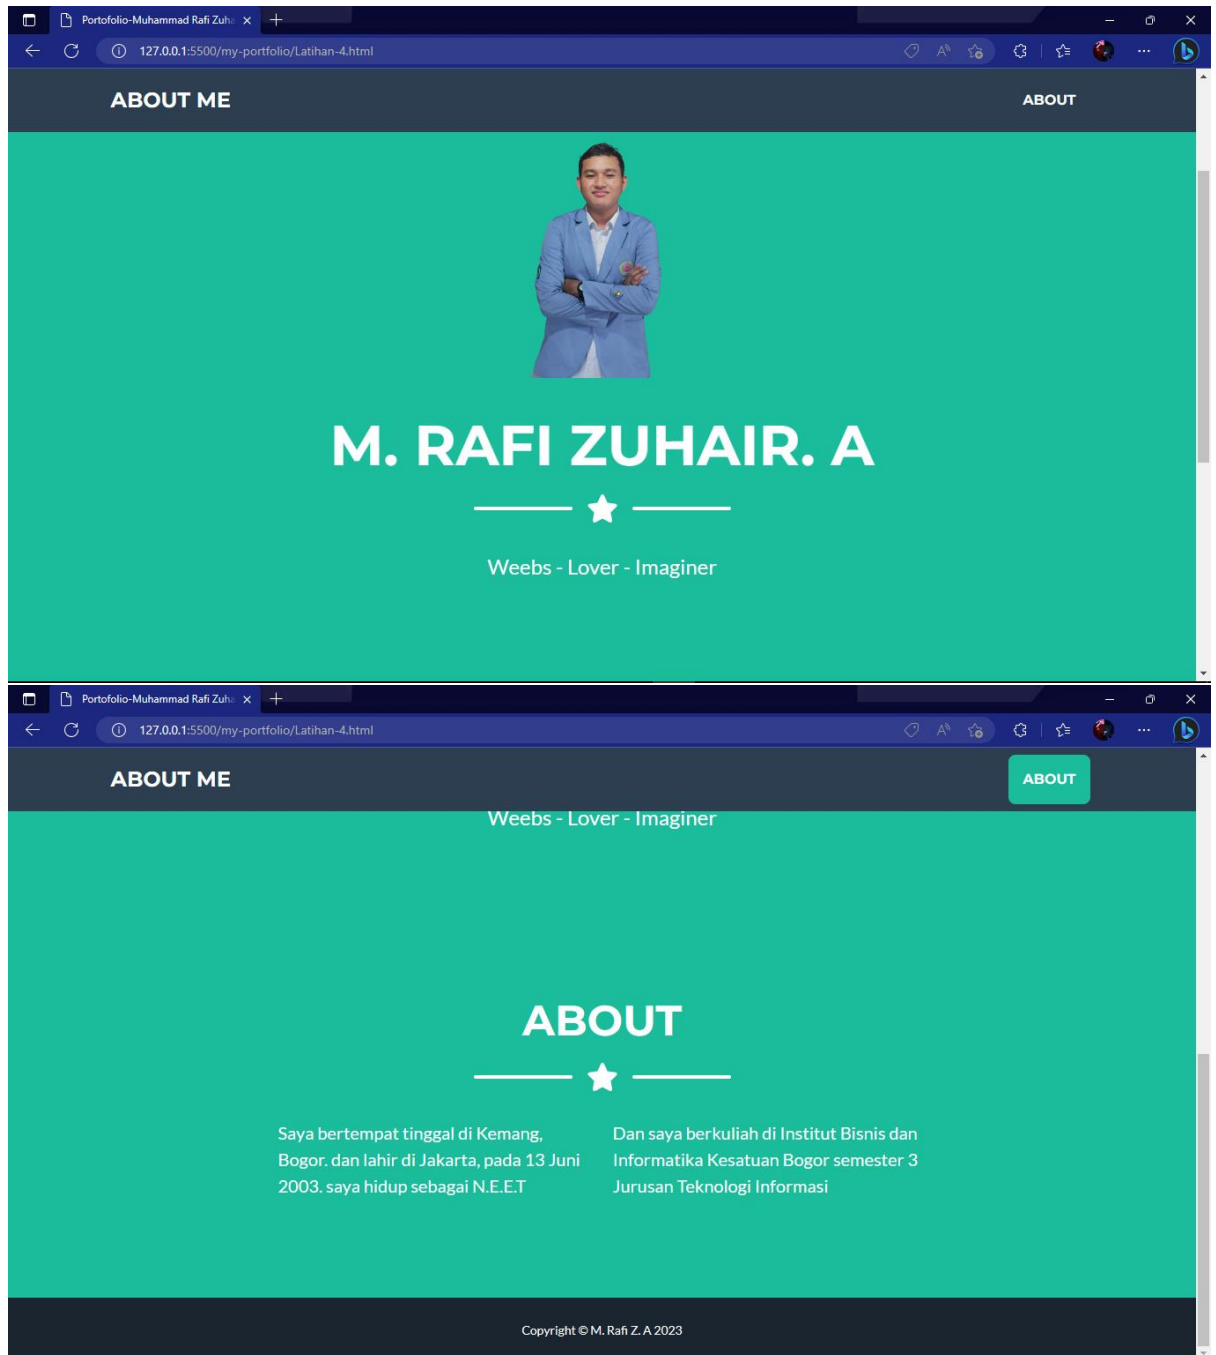 Portofolio-Muhammad Rafi Zuha
127.0.0.1:5500/my-portfolio/Latihan-4.html
ABOUT ME
ABOUT
M. RAFI ZUHAIR. A
Weebs - Lover - Imaginer
Portofolio-Muhammad Rafi Zuha
127.0.0.1:5500/my-portfolio/Latihan-4.html
ABOUT ME
ABOUT
Weebs - Lover - Imaginer
ABOUT
Saya bertempat tinggal di Kemang,
Bogor. dan lahir di Jakarta, pada 13 Juni
2003. saya hidup sebagai N.E.E.T
Dan saya berkuliah di Institut Bisnis dan
Informatika Kesatuan Bogor semester 3
Jurusan Teknologi Informasi
Copyright © M. Rafi Z. A 2023